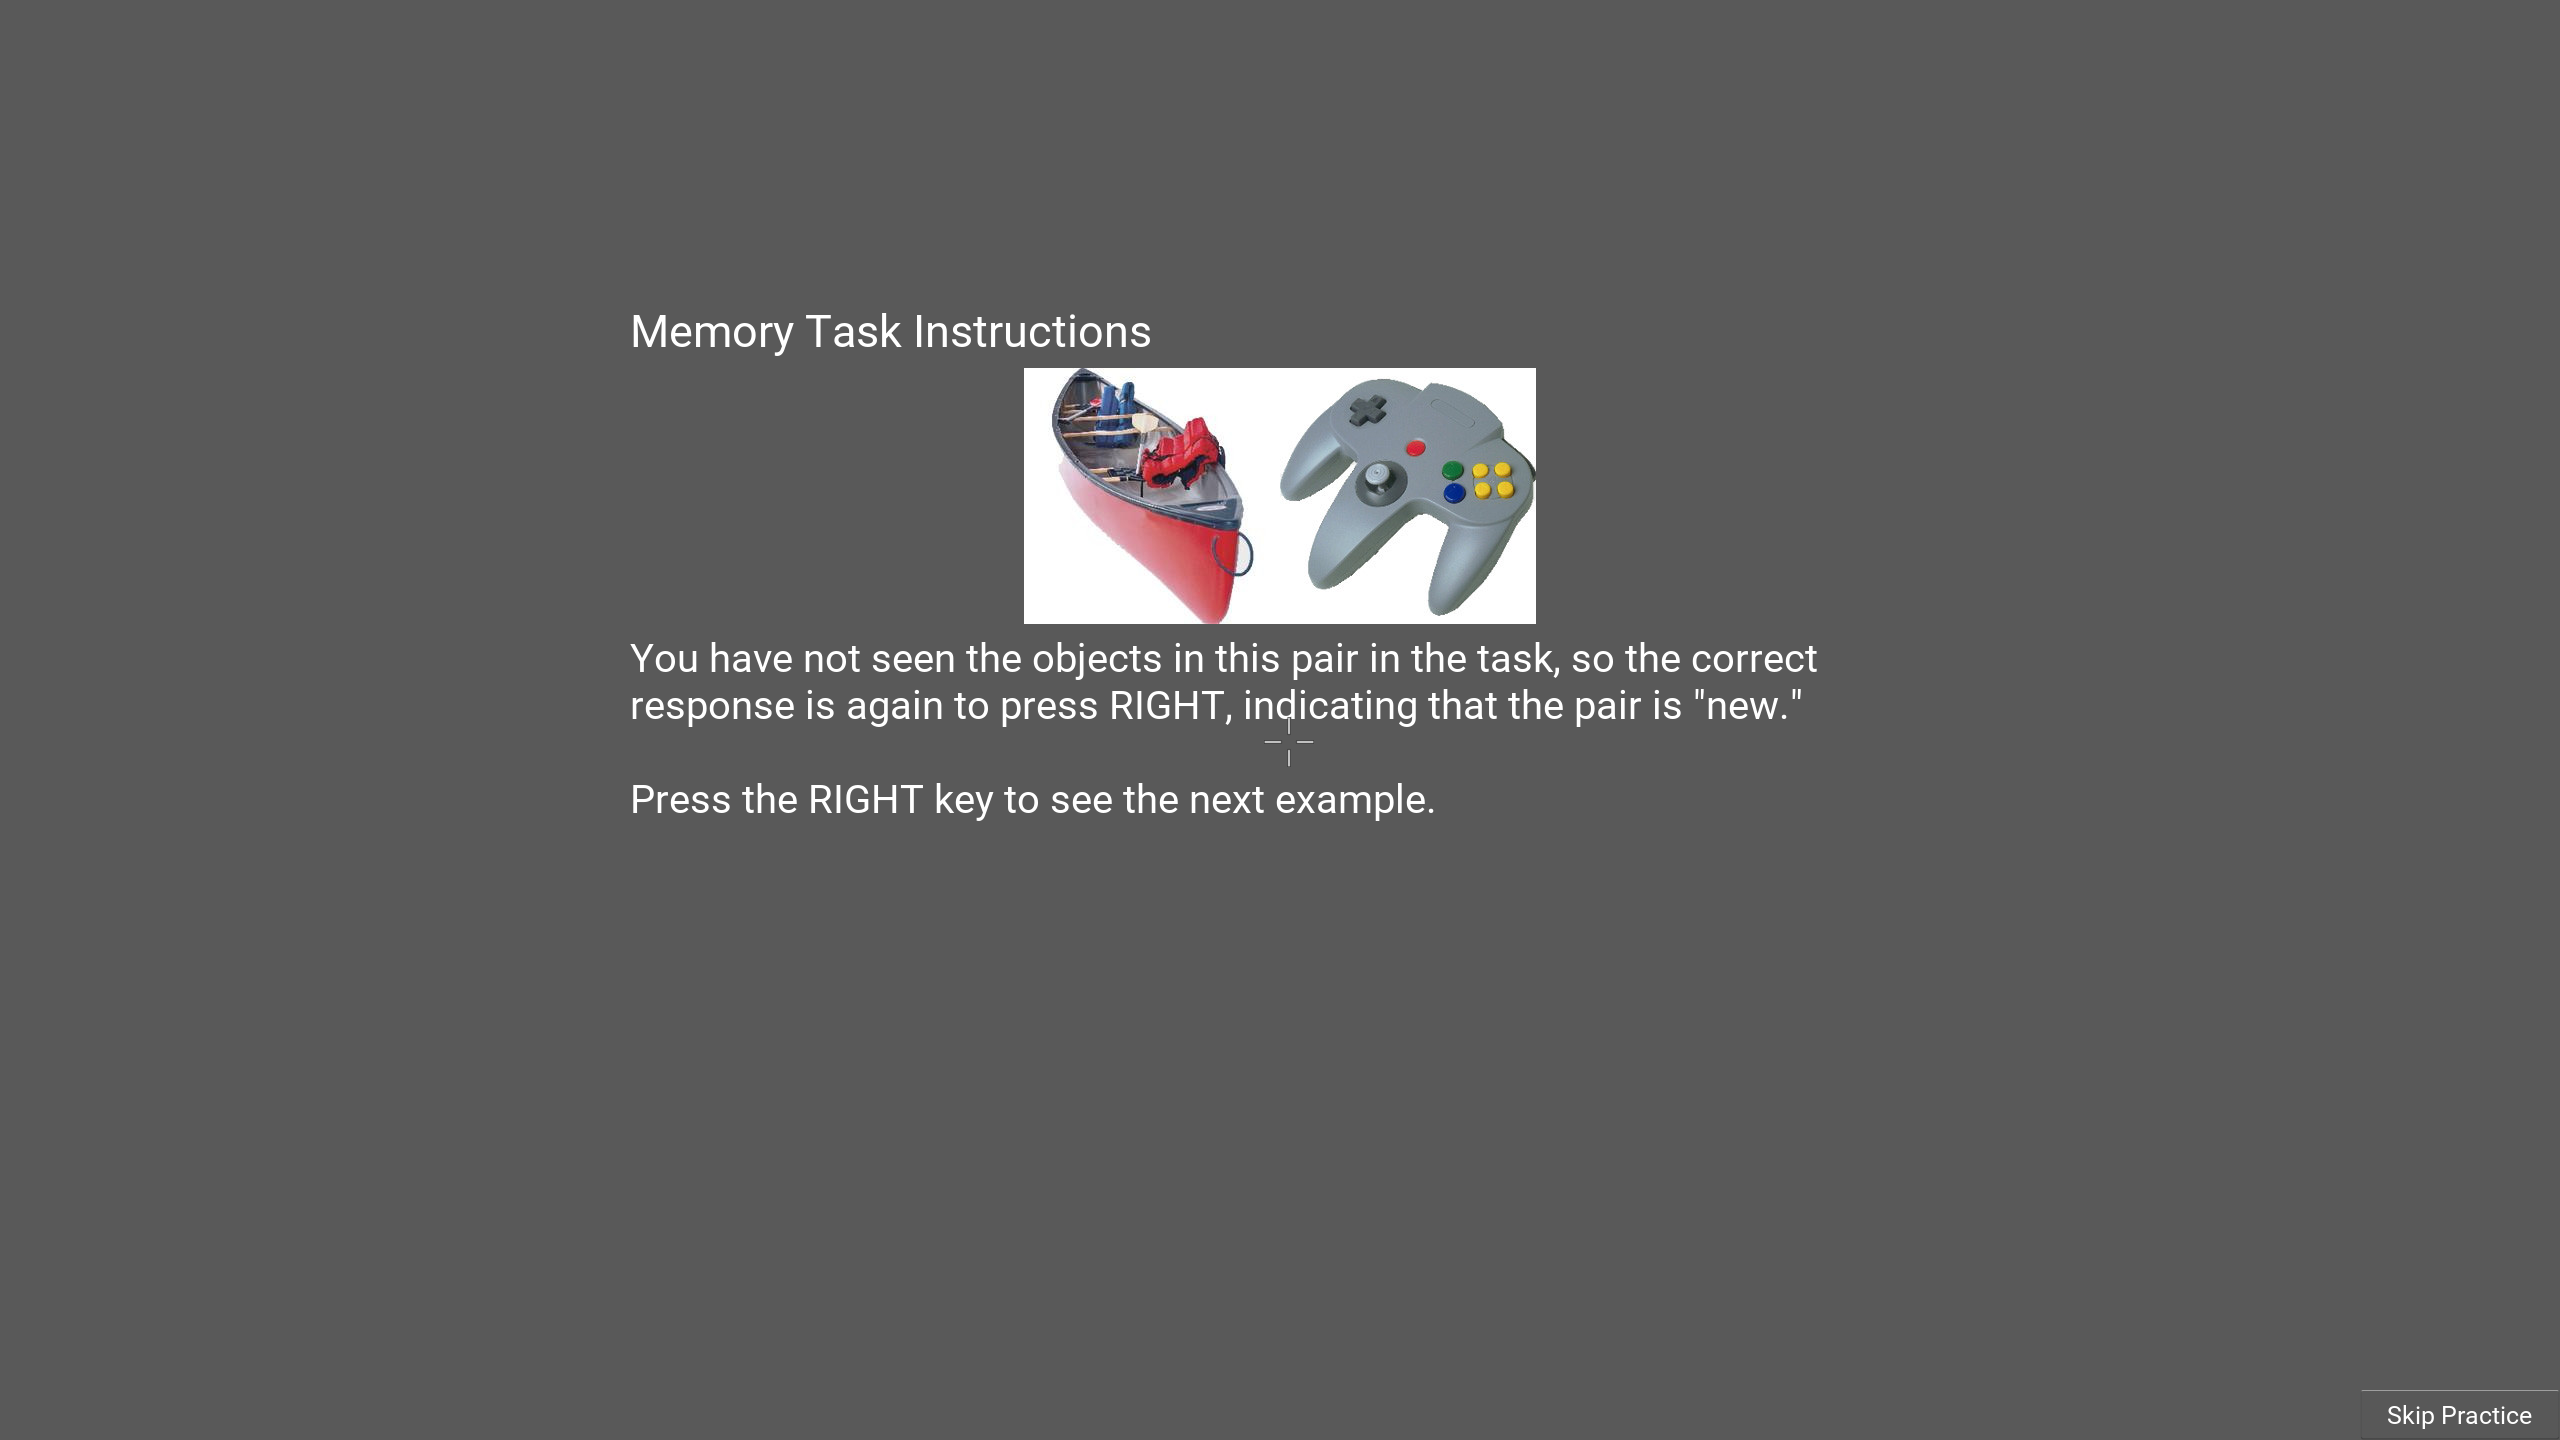 Memory Task Instructions
You have not seen the objects in this pair in the task, so the correct
response is again to press RIGHT, indicating that the pair is "new."
Press the RIGHT key to see the next example.
Skip Practice